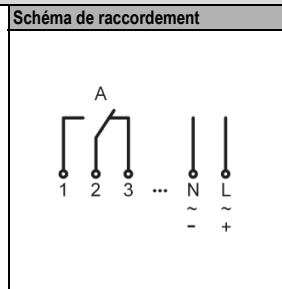 Schéma de raccordement
A
1 2 3 ... N L
~ ~
- +